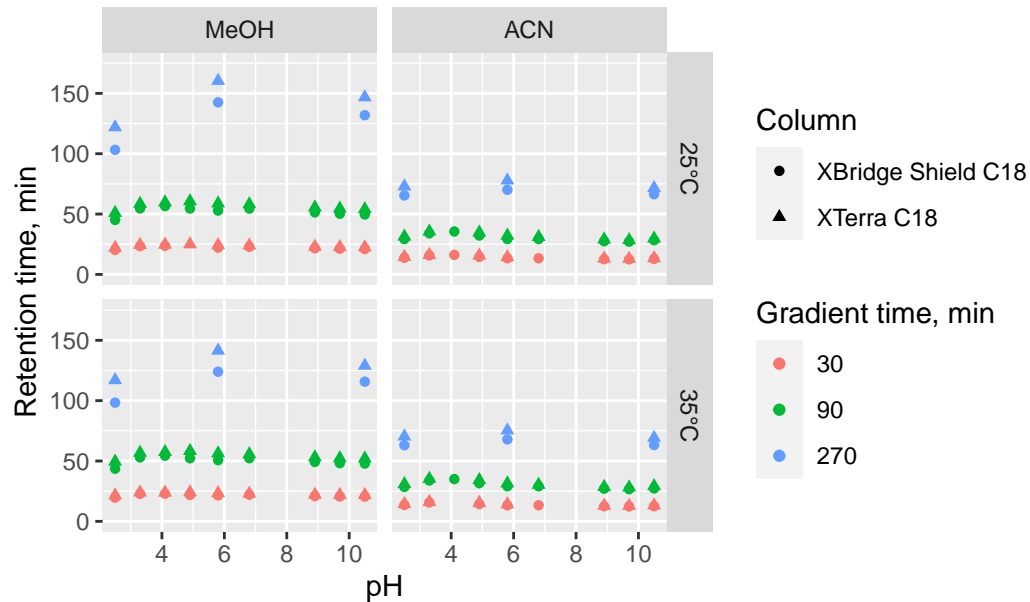 MeOH
ACN
150
100
50
0
25°C
150
100
50
0
35°C
4
6
8
10
2
4
6
8
10
pH
Retention time, min
Column
XBridge Shield C18
XTerra C18
Gradient time, min
30
90
270